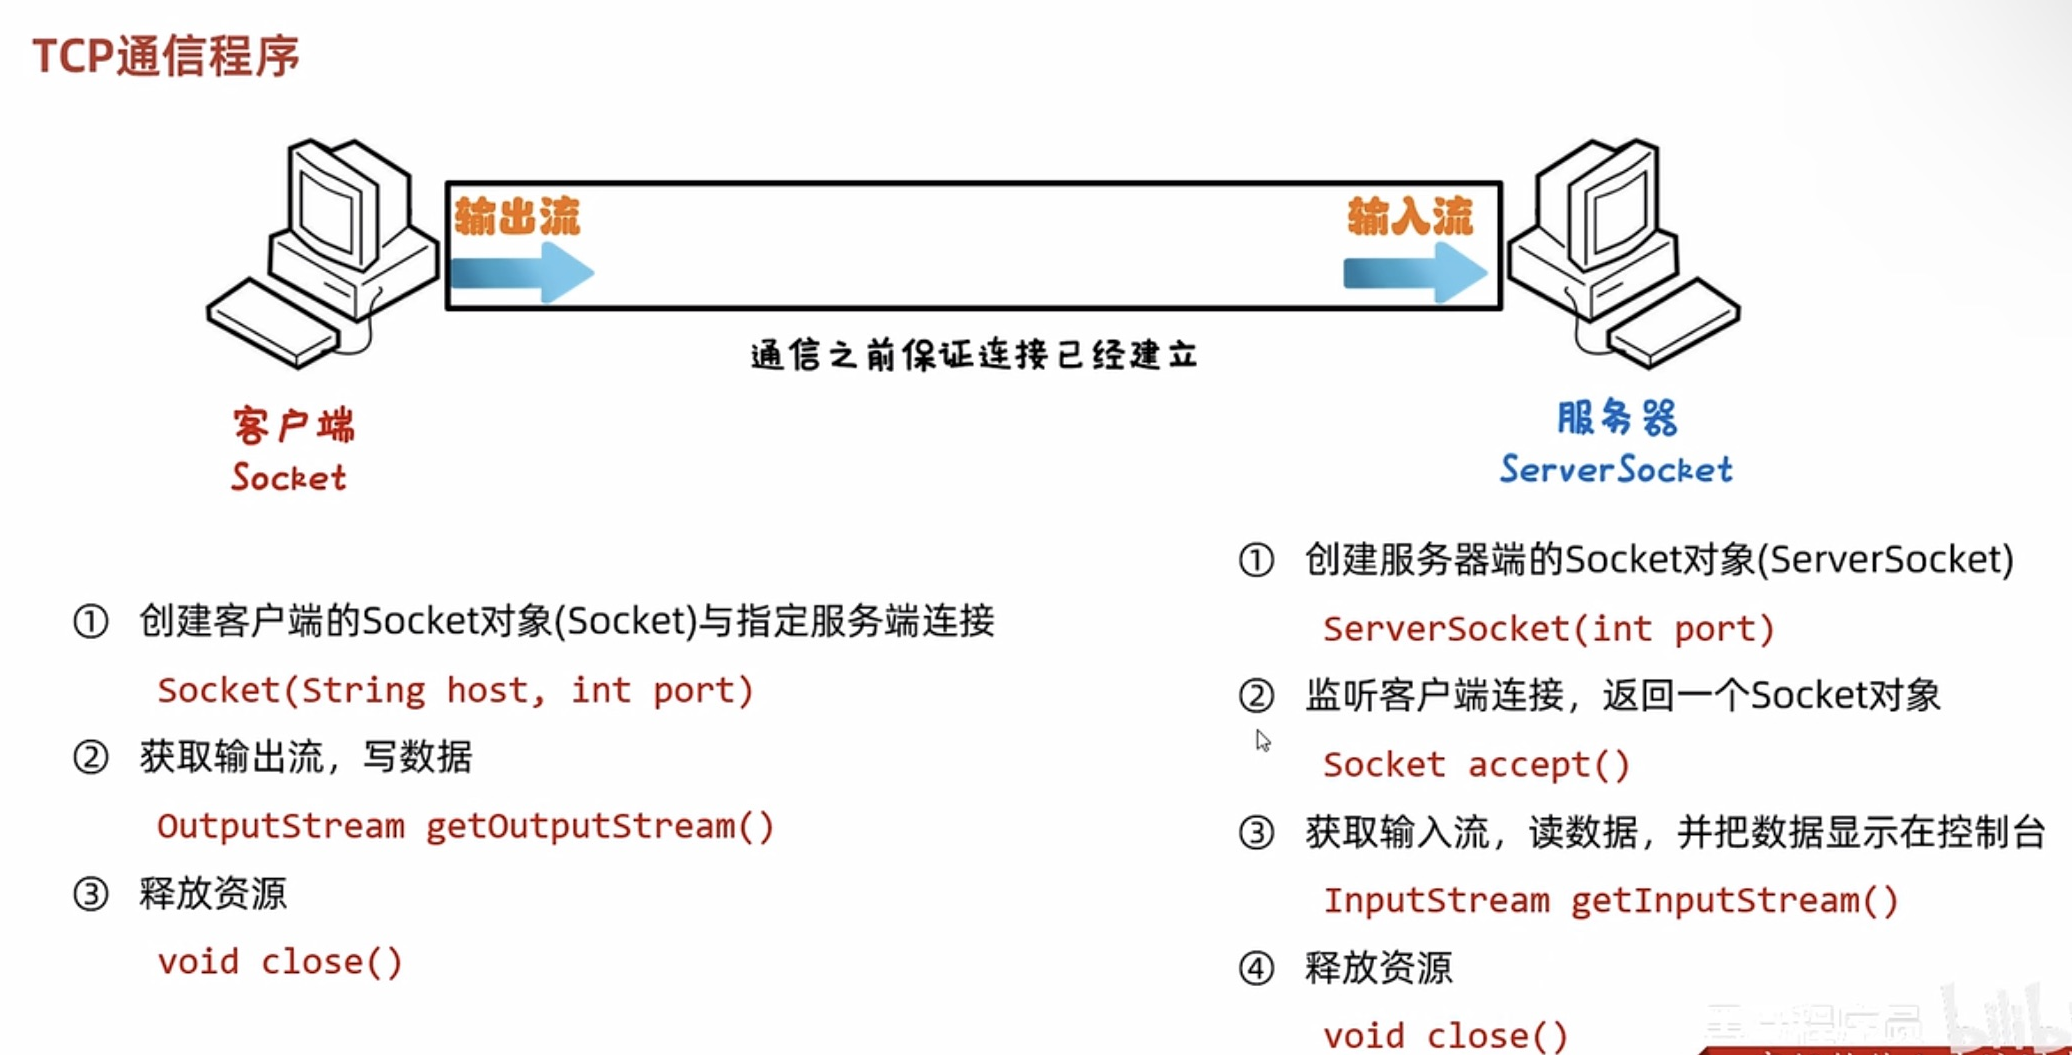 TCP通信程序
输出流
输入流
通信之前保证连接已经建立
客户端
Socket
服务器
ServerSocket
① 创建客户端的Socket对象(Socket)与指定服务端连接
Socket(String host, int port)
② 获取输出流，写数据
OutputStream getOutputStream()
③ 释放资源
void close()
① 创建服务器端的Socket对象(ServerSocket)
ServerSocket(int port)
② 监听客户端连接，返回一个Socket对象
Socket accept()
③ 获取输入流，读数据，并把数据显示在控制台
InputStream getInputStream()
④ 释放资源
void close()